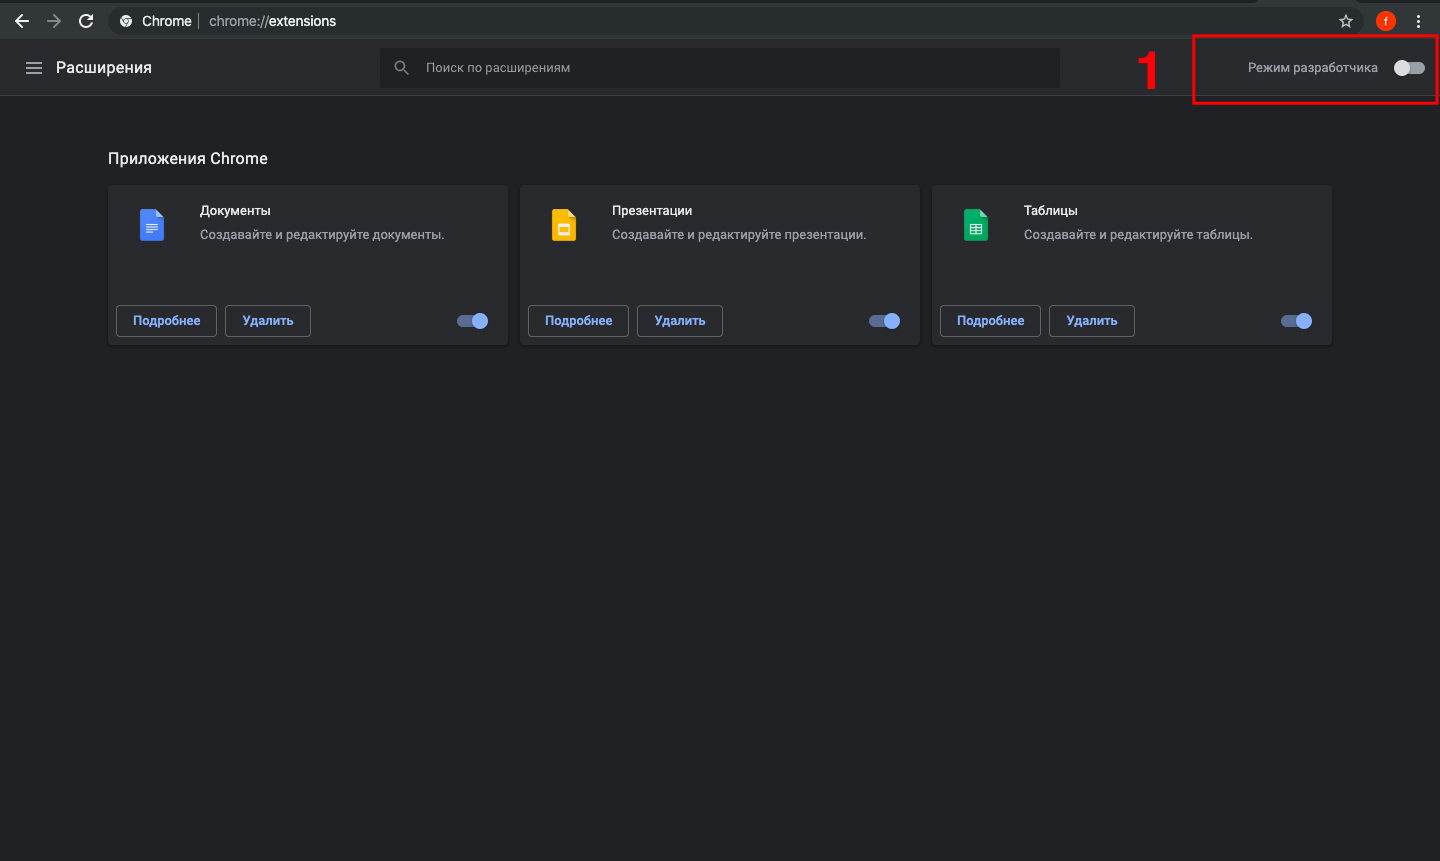 Chrome | chrome://extensions
f
Расширения
Поиск по расширениям
1
Режим разработчика
Приложения Chrome
Документы
Создавайте и редактируйте документы.
Подробнее
Удалить
Презентации
Создавайте и редактируйте презентации.
Подробнее
Удалить
Таблицы
Создавайте и редактируйте таблицы.
Подробнее
Удалить